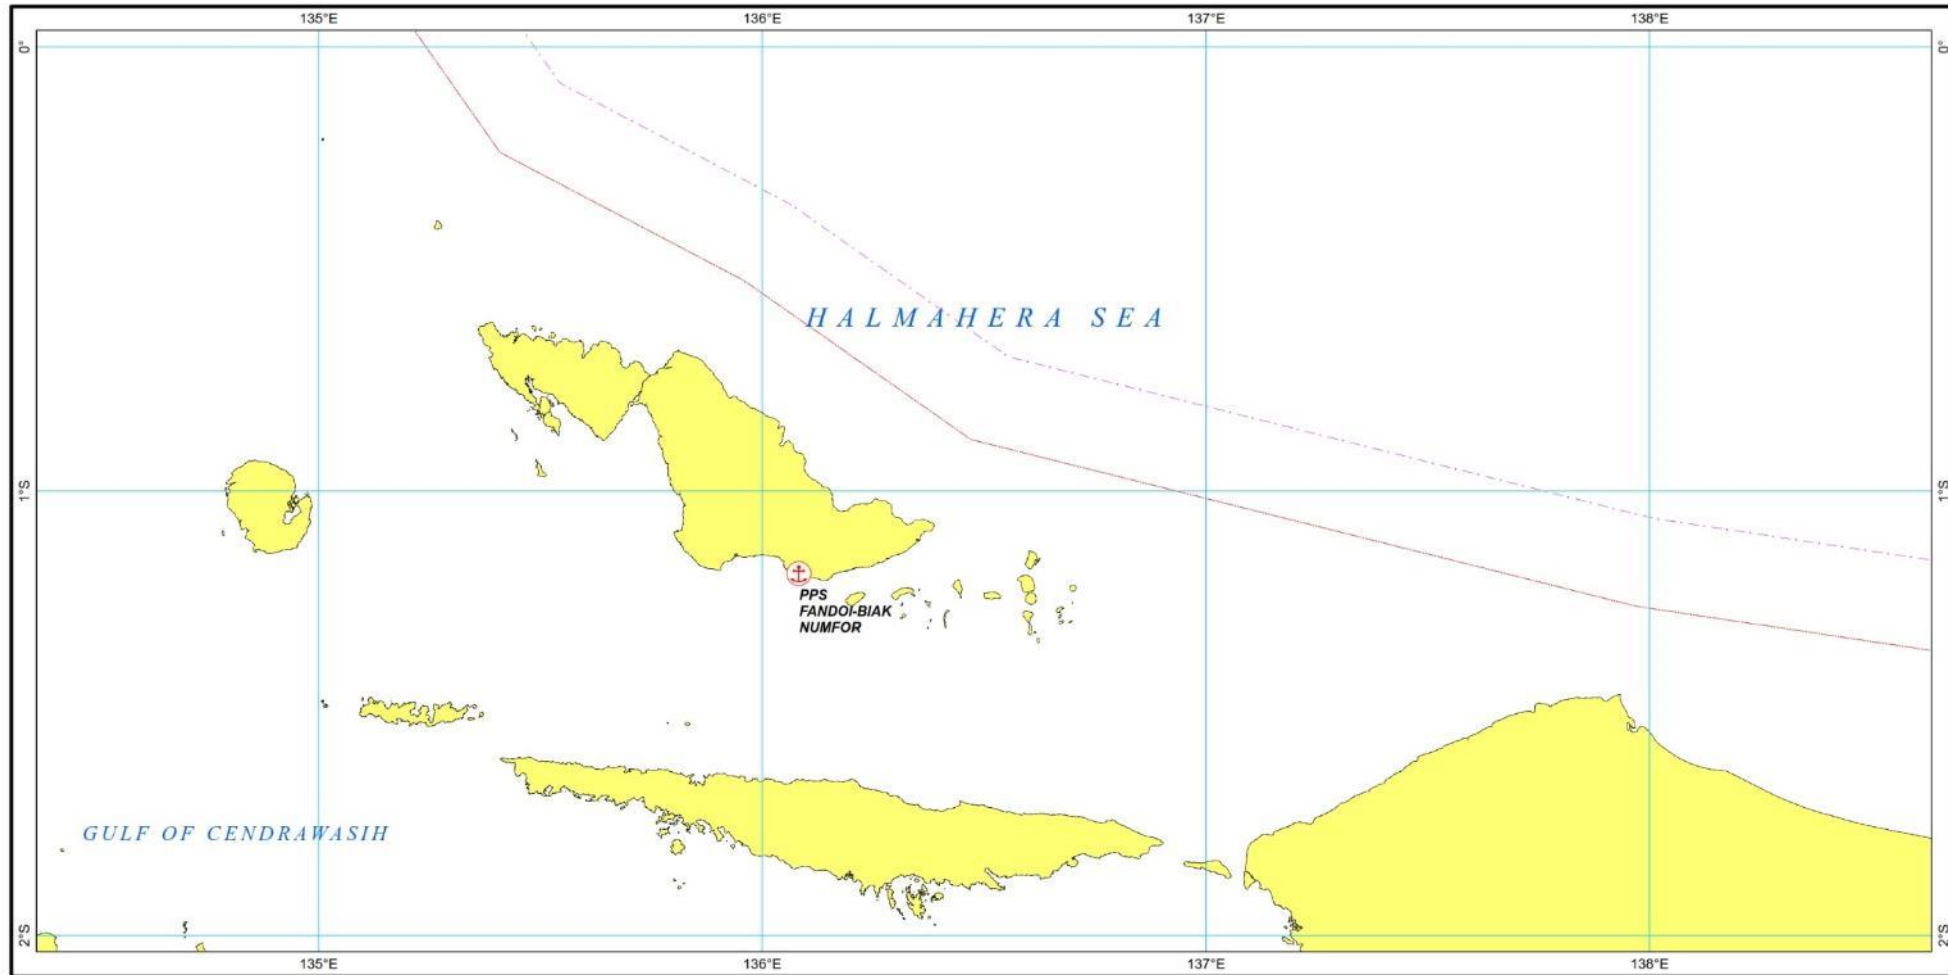 135°E 136°E 137°E 138°E
0° 0°
HALMAHERA SEA
1°S 1°S
PPS
FANDOI-BIAK
NUMFOR
GULF OF CENDRAWASIH
2°S 2°S
135°E 136°E 137°E 138°E